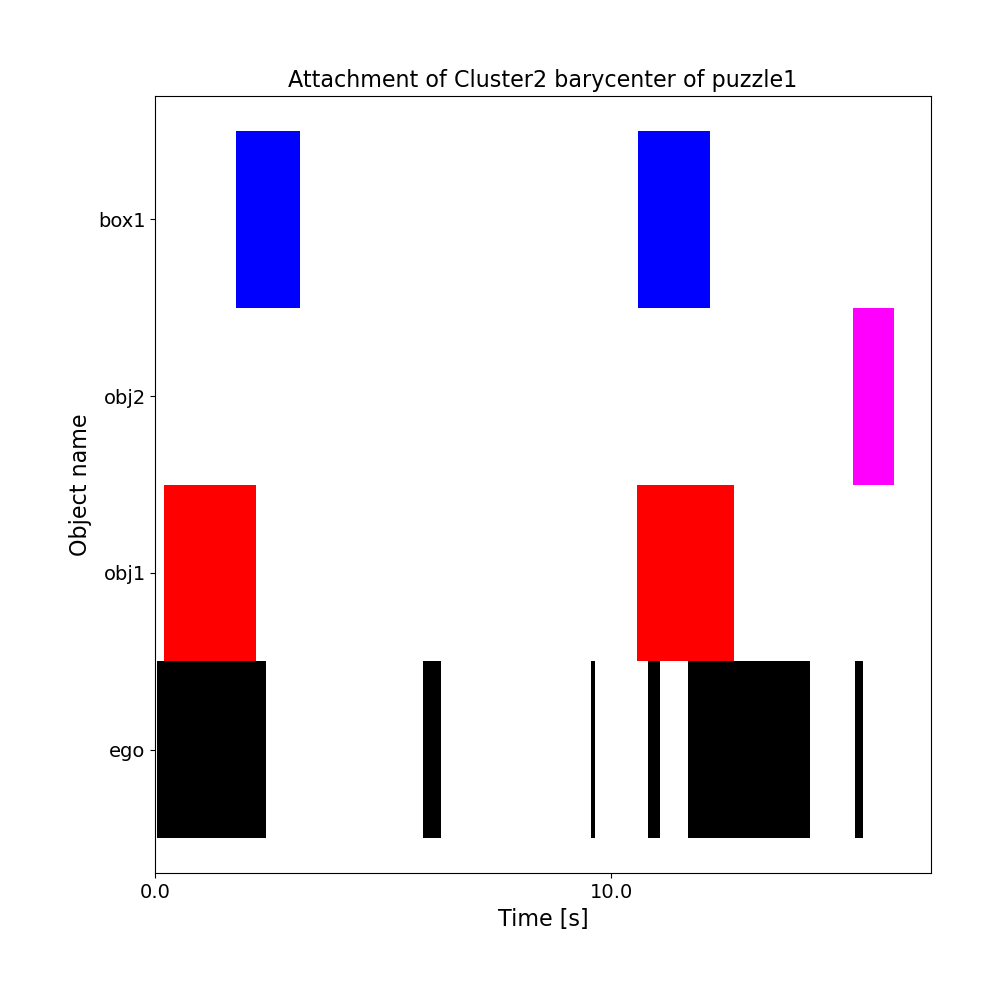 Attachment of Cluster2 barycenter of puzzle1
box1
obj2
obj1
ego
Object name
0.0
10.0
Time [s]